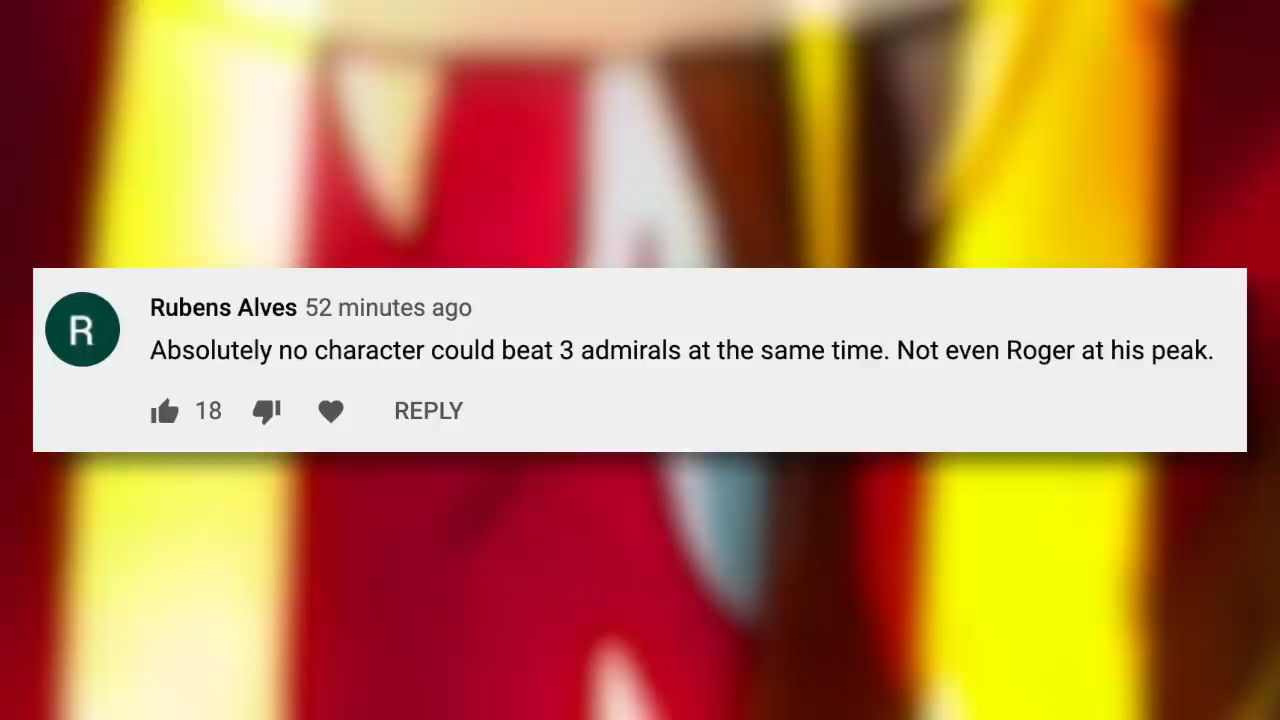 R
Rubens Alves 52 minutes ago
Absolutely no character could beat 3 admirals at the same time. Not even Roger at his peak.
18 REPLY